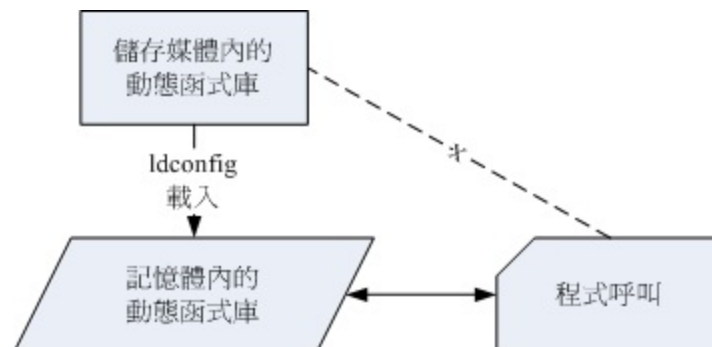 儲存媒體內的
動態函式庫
ldconfig
載入
記憶體內的
動態函式庫
程式呼叫